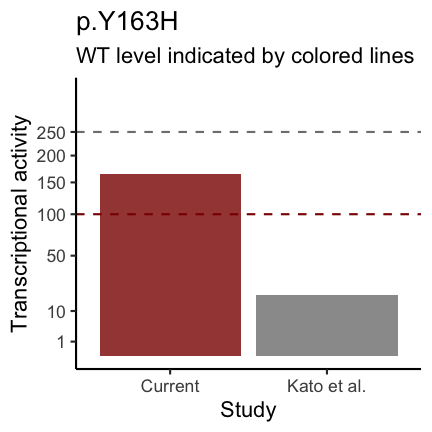 p.Y163H
WT level indicated by colored lines
Transcriptional activity
250
200
150
100
50
10
1
Current
Kato et al.
Study